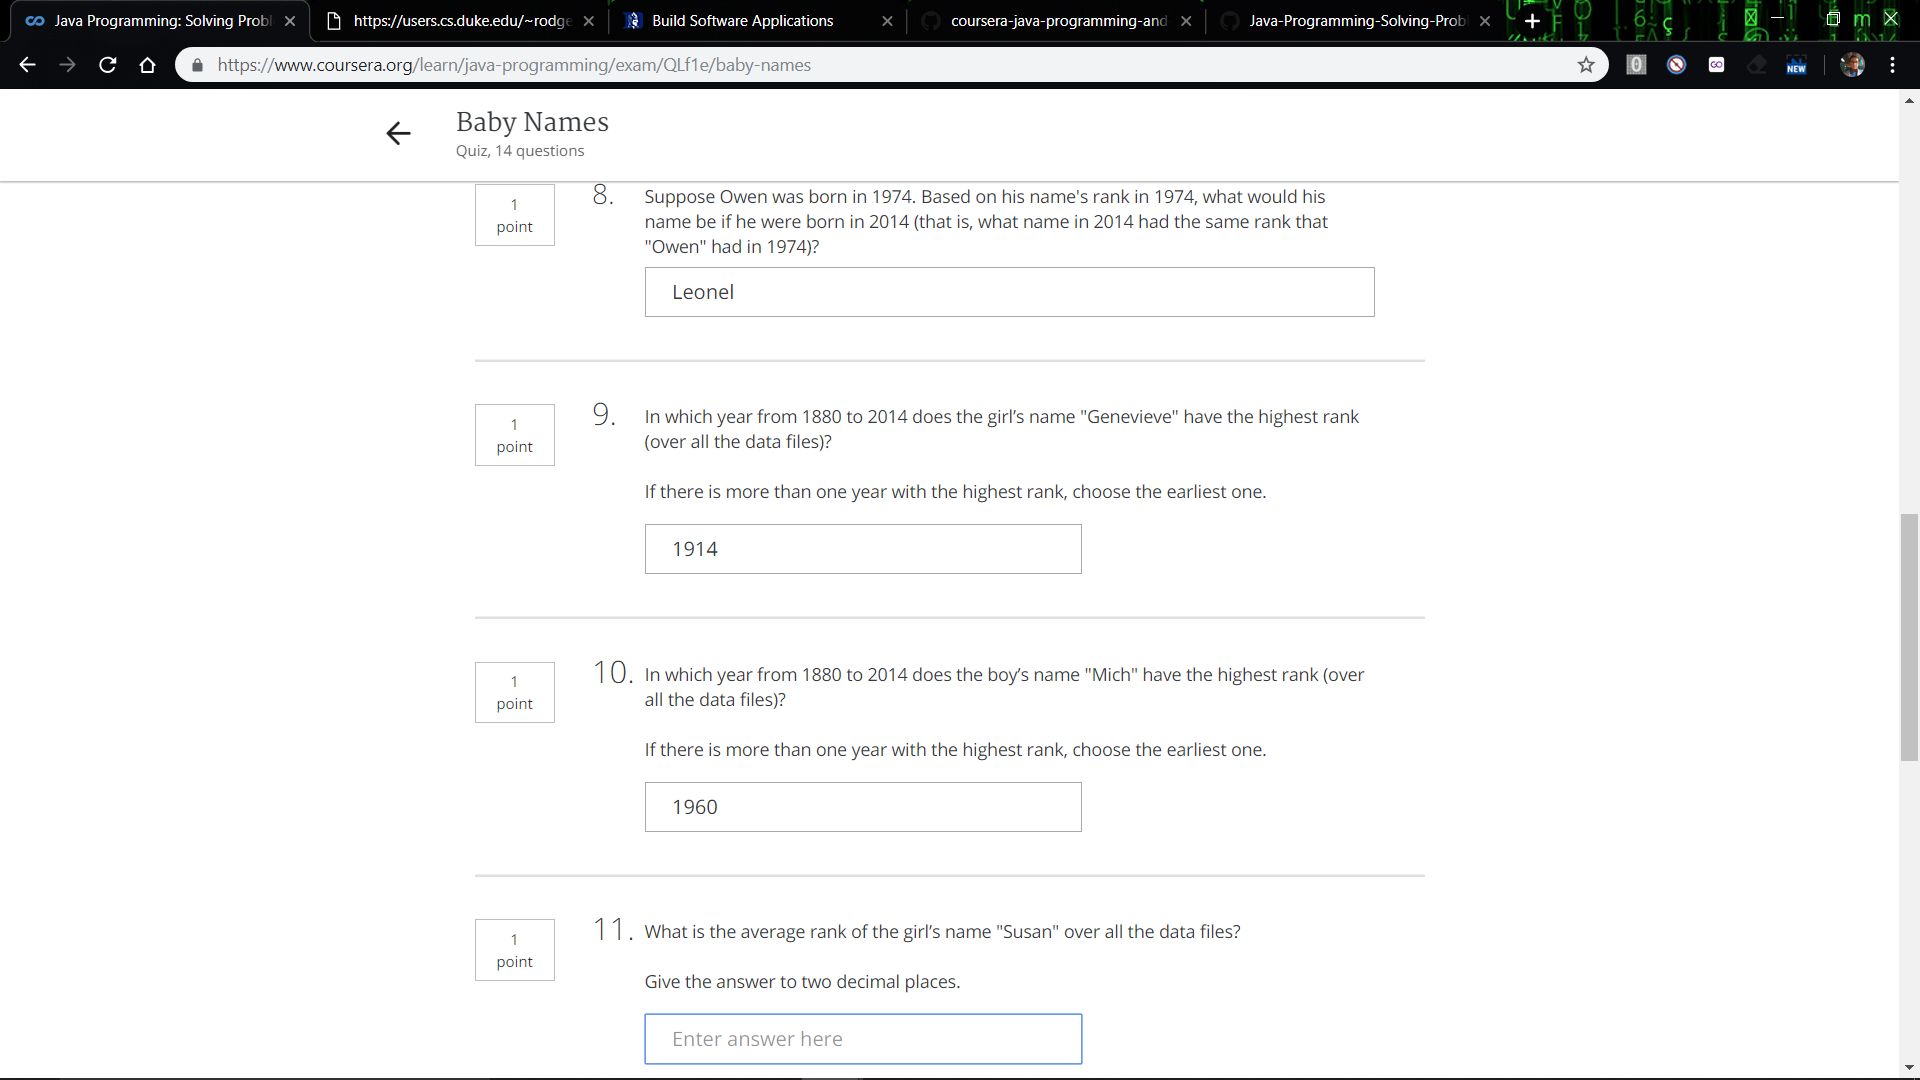 Java Programming: Solving Probl
https://users.cs.duke.edu/~rodge
Build Software Applications
coursera-java-programming-and
Java-Programming-Solving-Probl
https://www.coursera.org/learn/java-programming/exam/QLf1e/baby-names
NEW
Baby Names
Quiz, 14 questions
1
point
8.
Suppose Owen was born in 1974. Based on his name's rank in 1974, what would his
name be if he were born in 2014 (that is, what name in 2014 had the same rank that
"Owen" had in 1974)?
Leonel
1
point
9.
In which year from 1880 to 2014 does the girl’s name "Genevieve" have the highest rank
(over all the data files)?
If there is more than one year with the highest rank, choose the earliest one.
1914
1
point
10.
In which year from 1880 to 2014 does the boy’s name "Mich" have the highest rank (over
all the data files)?
If there is more than one year with the highest rank, choose the earliest one.
1960
1
point
11.
What is the average rank of the girl’s name "Susan" over all the data files?
Give the answer to two decimal places.
Enter answer here